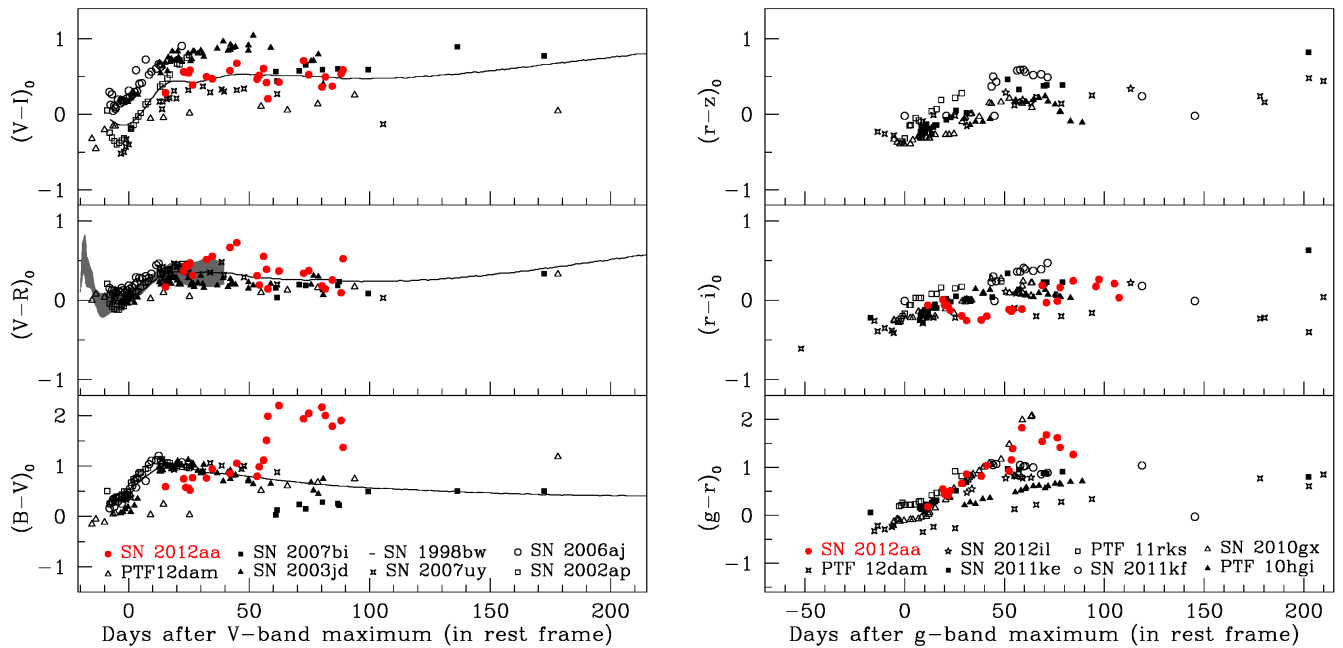 (V−I)₀
1
0
−1
(V−R)₀
1
0
−1
(B−V)₀
2
1
0
−1
SN 2012aa
SN 2007bi
SN 1998bw
SN 2006aj
PTF12dam
SN 2003jd
SN 2007uy
SN 2002ap
0
50
100
150
200
Days after V−band maximum (in rest frame)
(r−z)₀
1
0
−1
(r−i)₀
1
0
−1
(g−r)₀
2
1
0
−1
SN 2012aa
SN 2012il
PTF 11rks
SN 2010gx
PTF 12dam
SN 2011ke
SN 2011kf
PTF 10hgi
−50
0
50
100
150
200
Days after g−band maximum (in rest frame)